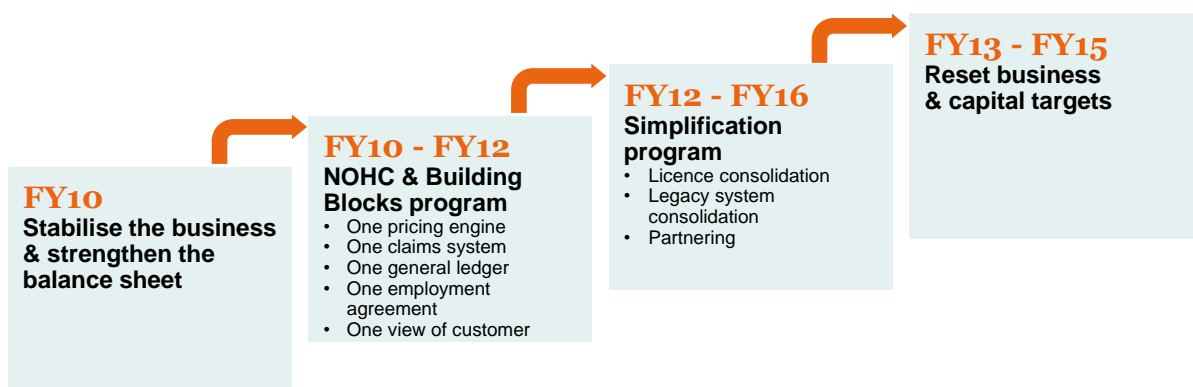 FY10
Stabilise the business
& strengthen the
balance sheet
FY10 - FY12
NOHC & Building
Blocks program
• One pricing engine
• One claims system
• One general ledger
• One employment
agreement
• One view of customer
FY12 - FY16
Simplification
program
• Licence consolidation
• Legacy system
consolidation
• Partnering
FY13 - FY15
Reset business
& capital targets